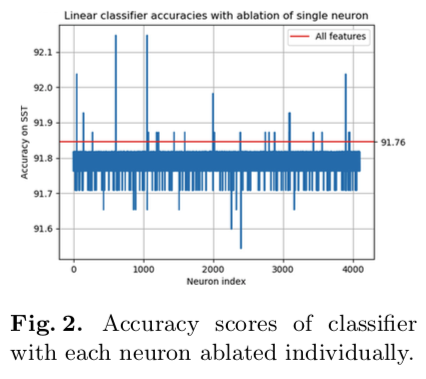 Linear classifier accuracies with ablation of single neuron
All features
92.1
92.0
91.9
91.8
91.7
91.6
91.76
Accuracy on SST
0
1000
2000
3000
4000
Neuron index
Fig. 2. Accuracy scores of classifier
with each neuron ablated individually.